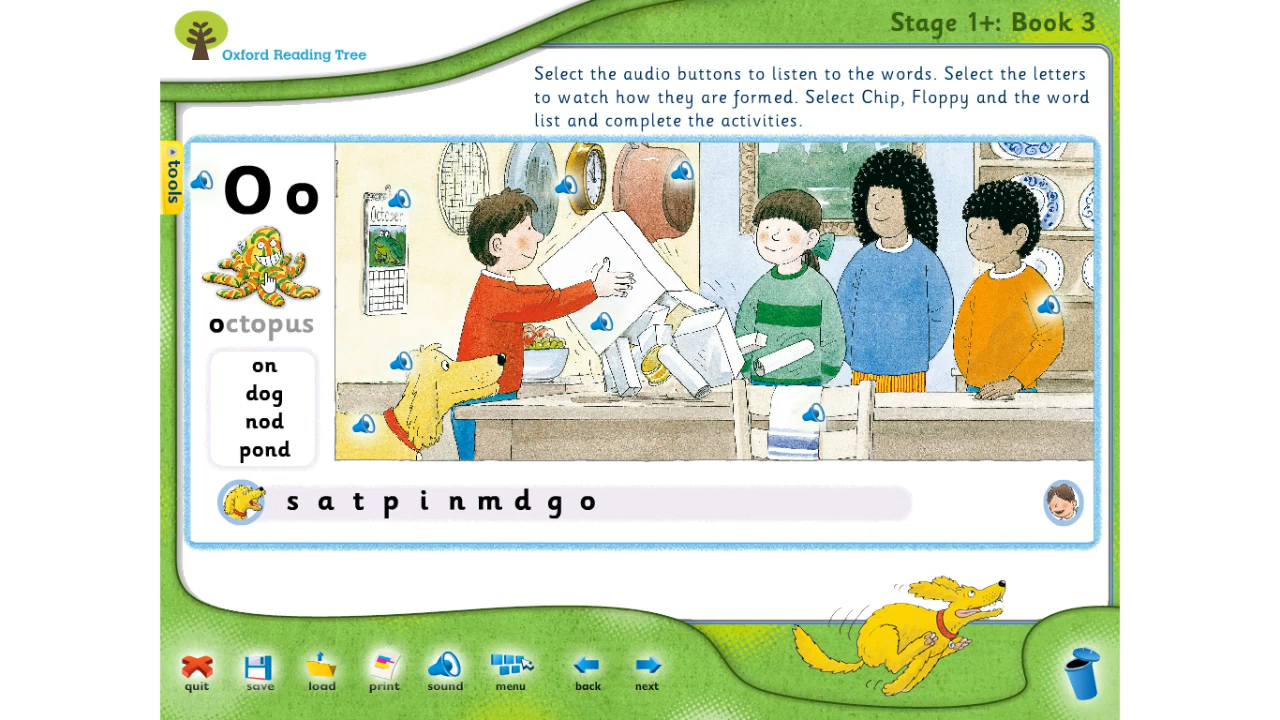 Stage 1+: Book 3
Oxford Reading Tree
Select the audio buttons to listen to the words. Select the letters
to watch how they are formed. Select Chip, Floppy and the word
list and complete the activities.
tools
O o
October
octopus
on
dog
nod
pond
s a t p i n m d g o
quit save load print sound menu back next